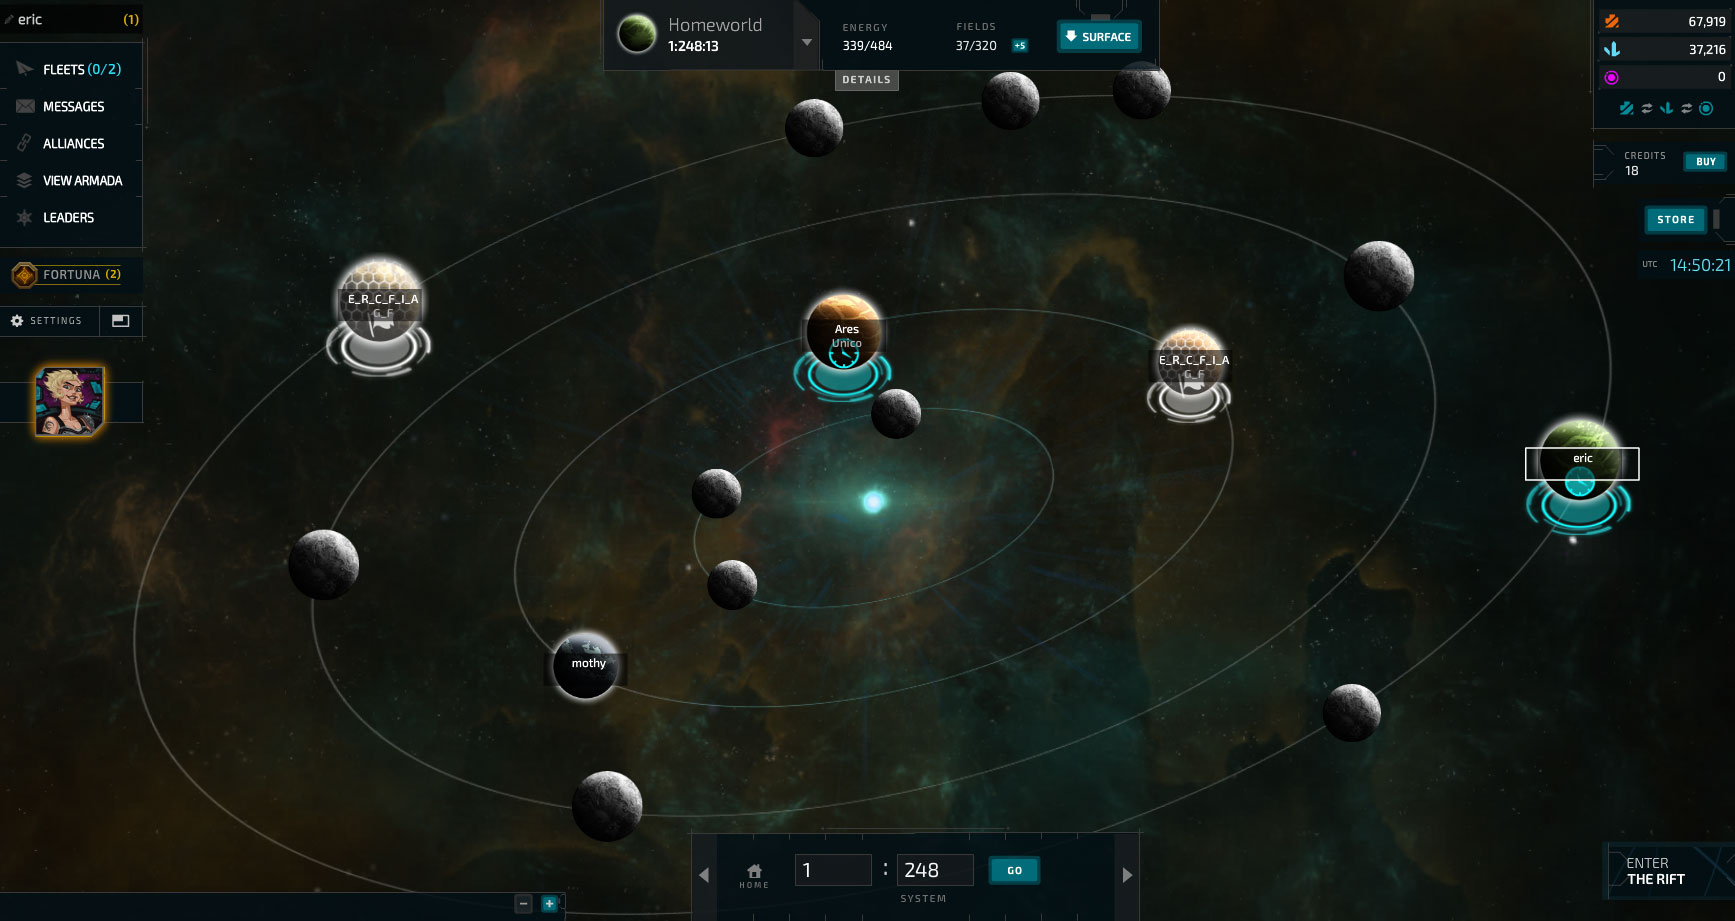 eric (1)
FLEETS (0/2)
MESSAGES
ALLIANCES
VIEW ARMADA
LEADERS
FORTUNA (2)
SETTINGS
Homeworld
1:248:13
ENERGY
339/484
FIELDS
37/320 +5
SURFACE
DETAILS
67,919
37,216
0
CREDITS
18
BUY
STORE
UTC 14:50:21
E_R_C_F_I_A
G_F
Ares
Unico
E_R_C_F_I_A
G_F
eric
mothy
HOME
1 : 248
GO
SYSTEM
ENTER
THE RIFT